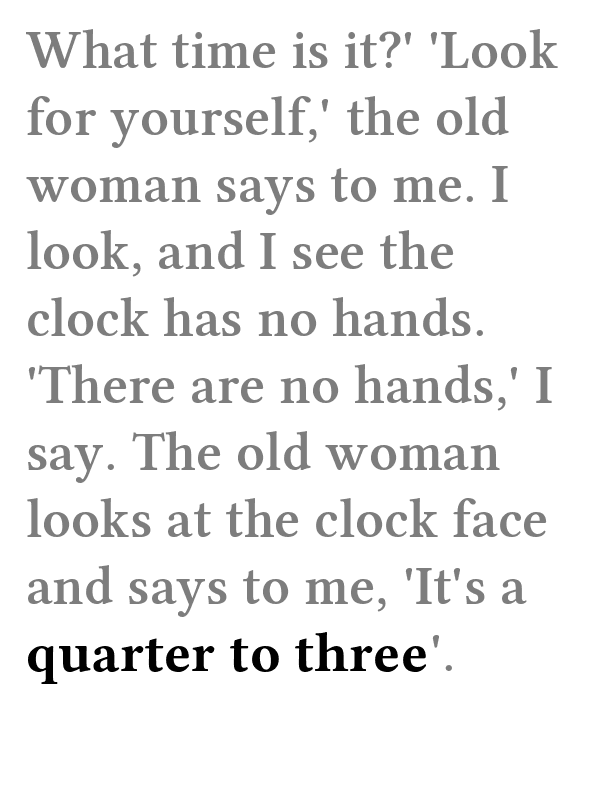 What time is it?' 'Look
for yourself,' the old
woman says to me. I
look, and I see the
clock has no hands.
'There are no hands,' I
say. The old woman
looks at the clock face
and says to me, 'It's a
quarter to three'.